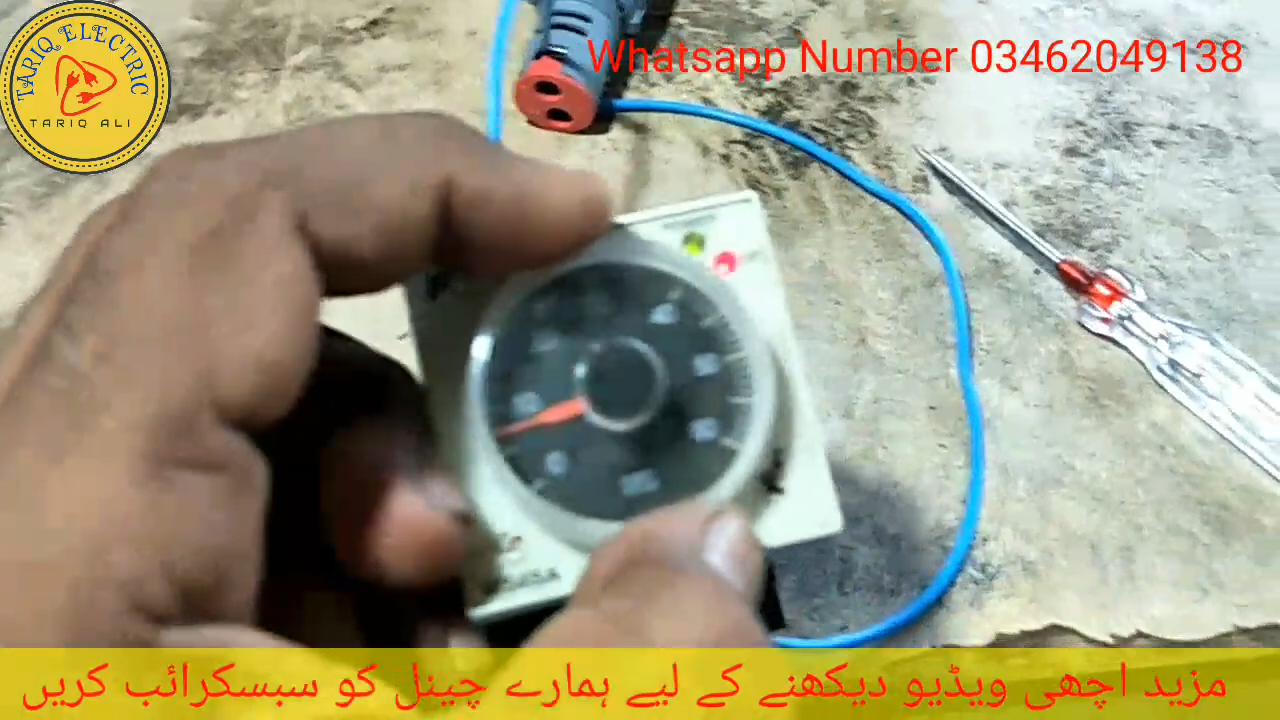 TARIQ ELECTRIC
TARIQ ALI
Whatsapp Number 03462049138
مزید اچھی ویڈیو دیکھنے کے لیے ہمارے چینل کو سبسکرائب کریں